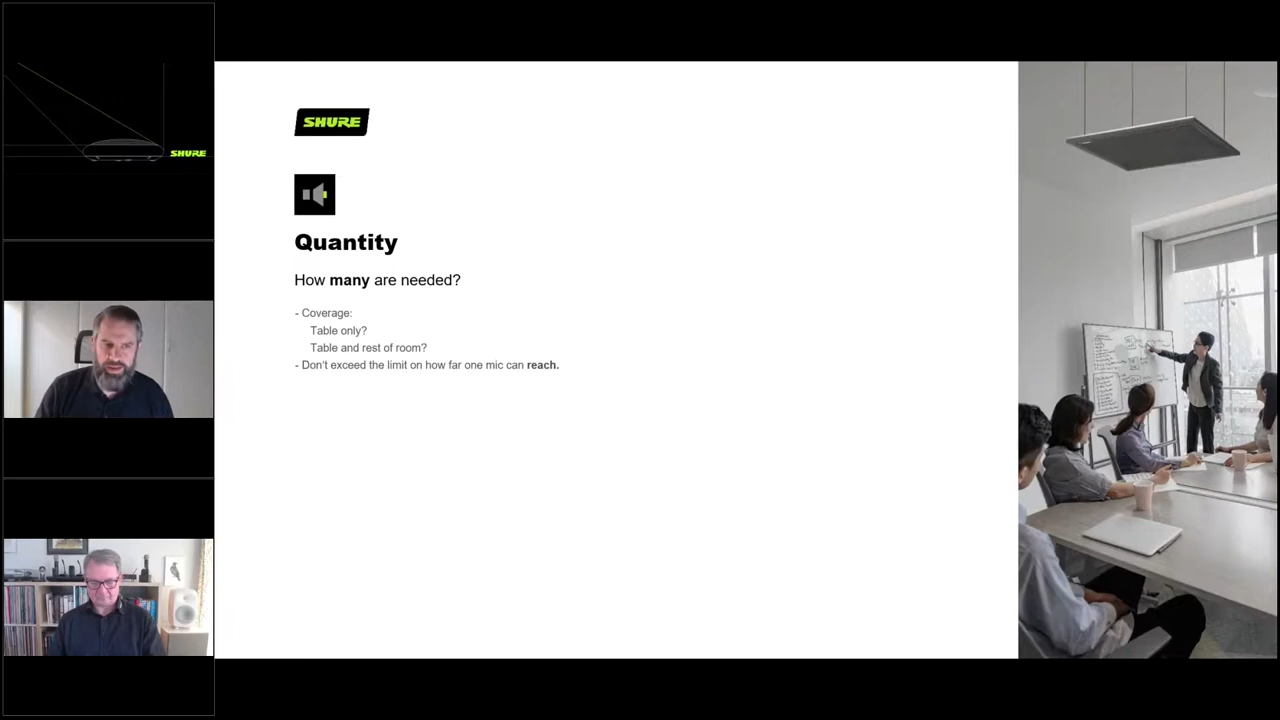 SHURE
SHURE
Quantity
How many are needed?
- Coverage:
Table only?
Table and rest of room?
- Don't exceed the limit on how far one mic can reach.